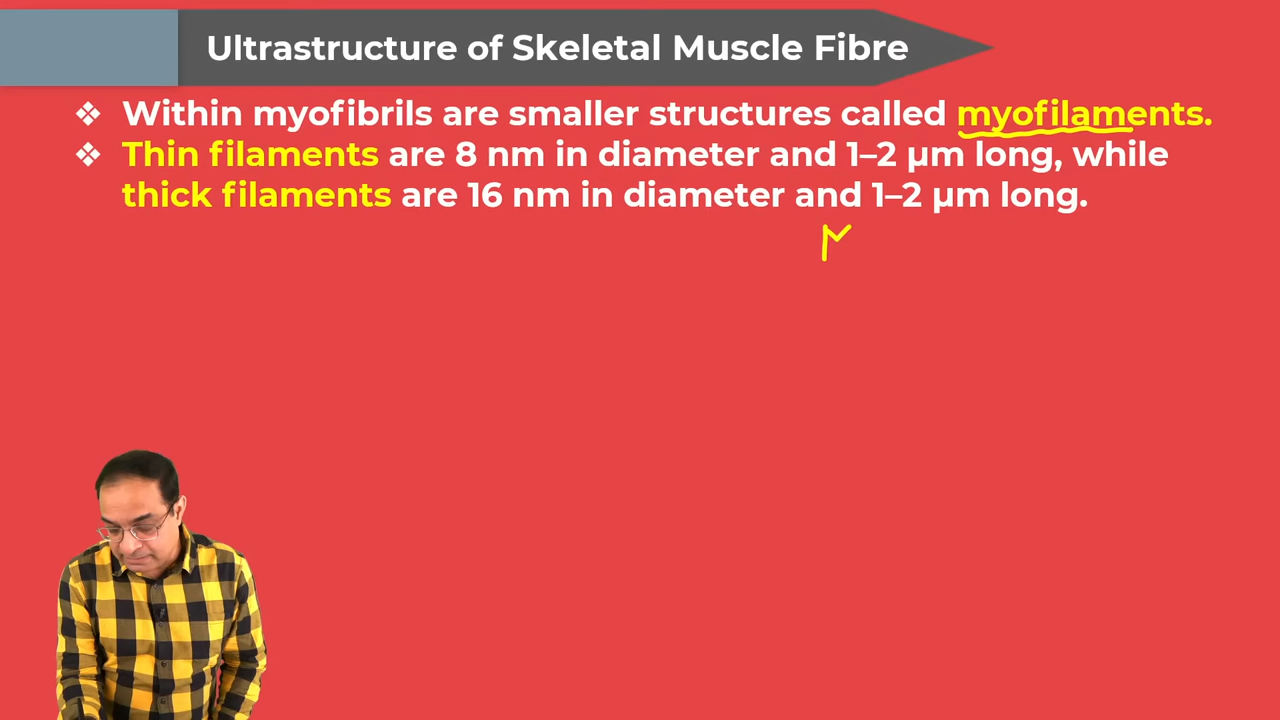 Ultrastructure of Skeletal Muscle Fibre
❖ Within myofibrils are smaller structures called myofilaments.
❖ Thin filaments are 8 nm in diameter and 1–2 µm long, while
thick filaments are 16 nm in diameter and 1–2 µm long.